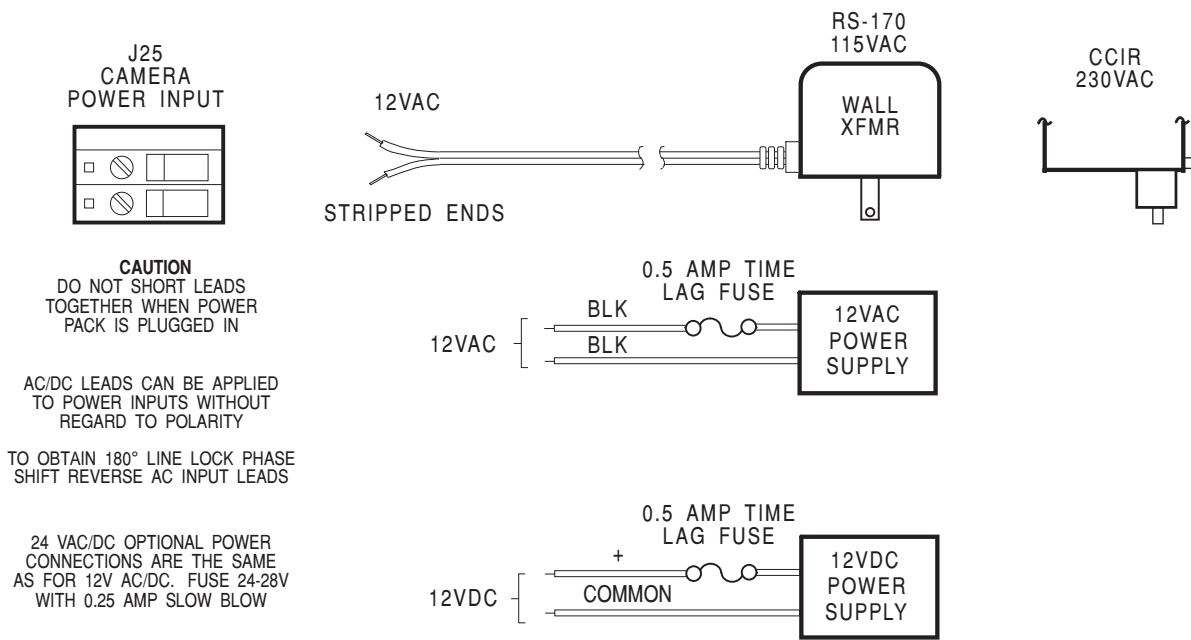 J25
CAMERA
POWER INPUT
12VAC
STRIPPED ENDS
RS-170
115VAC
WALL
XFMR
CCIR
230VAC
CAUTION
DO NOT SHORT LEADS
TOGETHER WHEN POWER
PACK IS PLUGGED IN
AC/DC LEADS CAN BE APPLIED
TO POWER INPUTS WITHOUT
REGARD TO POLARITY
TO OBTAIN 180° LINE LOCK PHASE
SHIFT REVERSE AC INPUT LEADS
24 VAC/DC OPTIONAL POWER
CONNECTIONS ARE THE SAME
AS FOR 12V AC/DC. FUSE 24-28V
WITH 0.25 AMP SLOW BLOW
0.5 AMP TIME
LAG FUSE
BLK
12VAC
BLK
12VAC
POWER
SUPPLY
0.5 AMP TIME
LAG FUSE
+
12VDC
COMMON
12VDC
POWER
SUPPLY